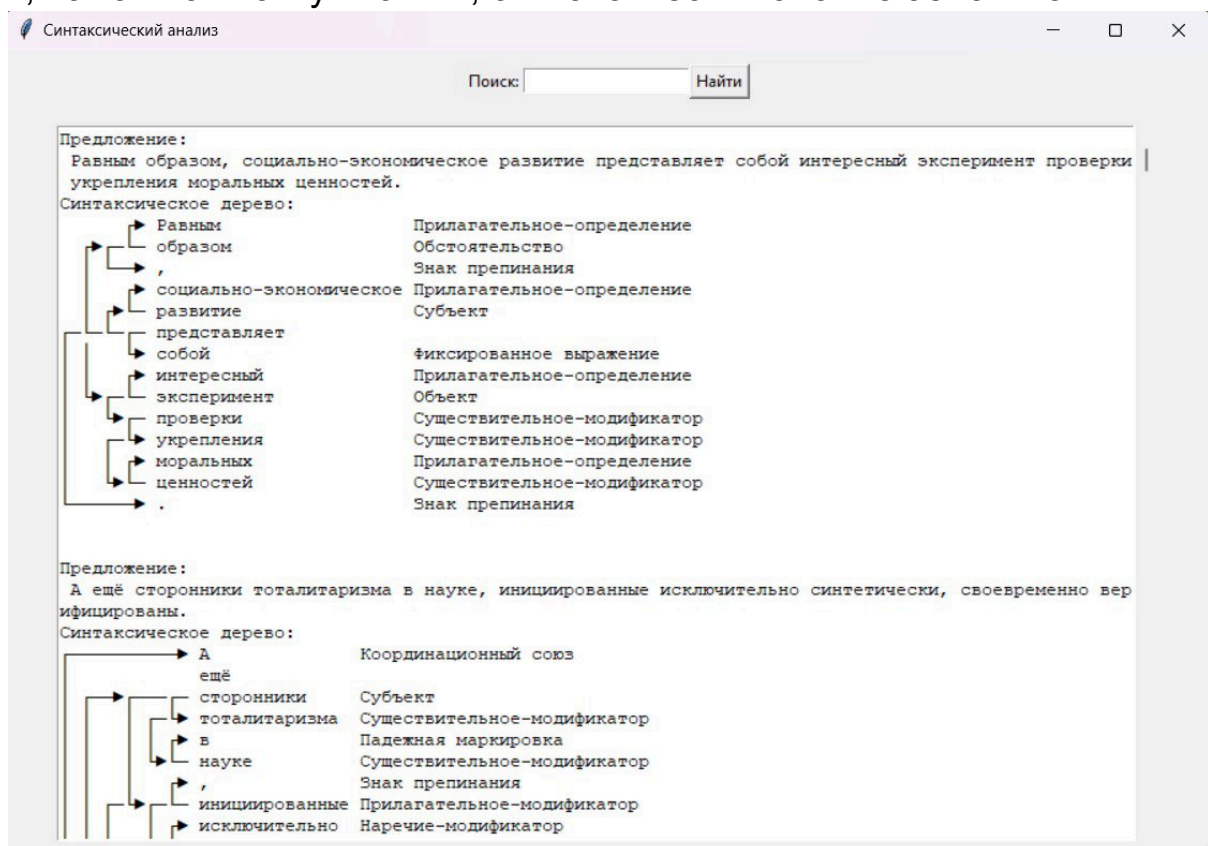 Синтаксический анализ
Поиск: Найти
Предложение:
Равным образом, социально-экономическое развитие представляет собой интересный эксперимент проверки
укрепления моральных ценностей.
Синтаксическое дерево:
Равным Прилагательное-определение
образом Обстоятельство
, Знак препинания
социально-экономическое Прилагательное-определение
развитие Субъект
представляет
собой Фиксированное выражение
интересный Прилагательное-определение
эксперимент Объект
проверки Существительное-модификатор
укрепления Существительное-модификатор
моральных Прилагательное-определение
ценностей Существительное-модификатор
. Знак препинания
Предложение:
А ещё сторонники тоталитаризма в науке, инициированные исключительно синтетически, своевременно вер
ифицированы.
Синтаксическое дерево:
А Координационный союз
ещё
сторонники Субъект
тоталитаризма Существительное-модификатор
в Падежная маркировка
науке Существительное-модификатор
, Знак препинания
инициированные Прилагательное-модификатор
исключительно Наречие-модификатор